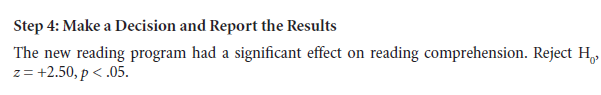 Step 4: Make a Decision and Report the Results
The new reading program had a significant effect on reading comprehension. Reject H₀,
z = +2.50, p < .05.